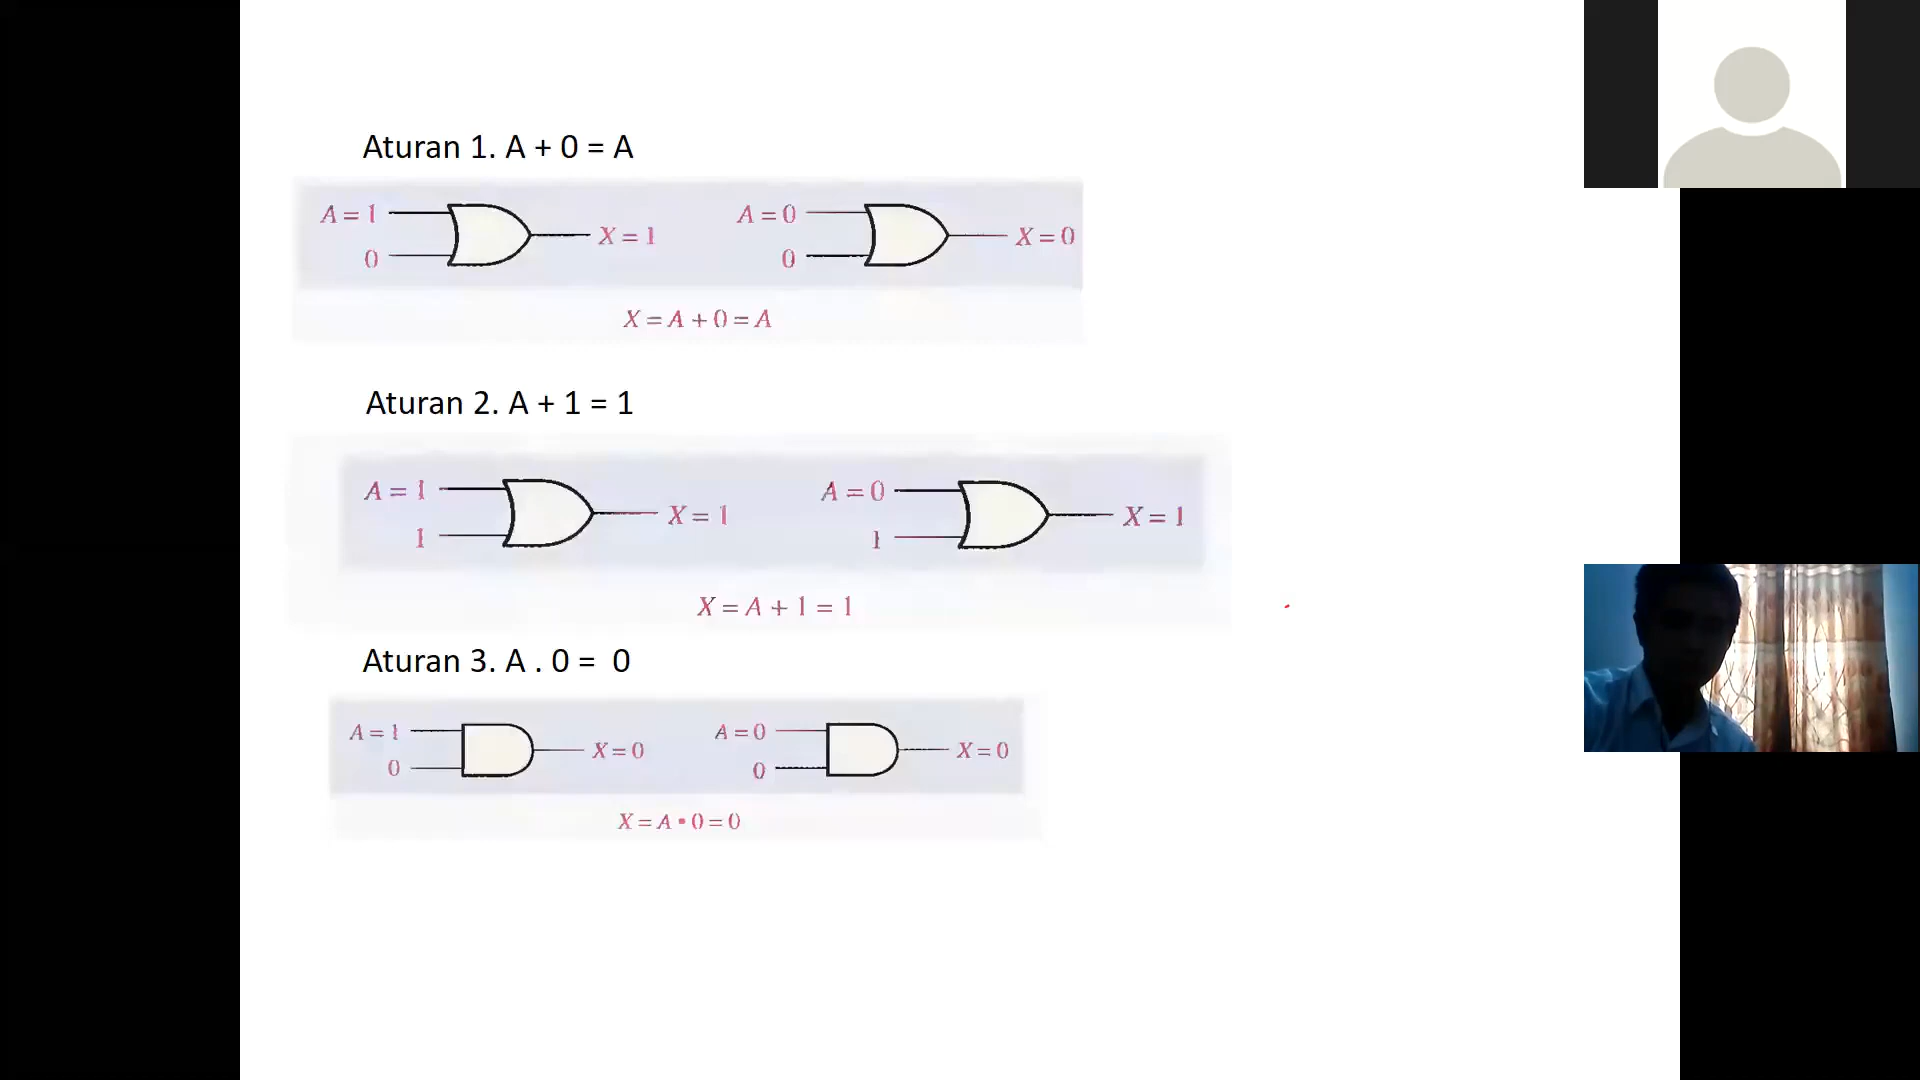 Aturan 1. A + 0 = A
A = 1
0
X = 1
A = 0
0
X = 0
X = A + 0 = A
Aturan 2. A + 1 = 1
A = 1
1
X = 1
A = 0
1
X = 1
X = A + 1 = 1
Aturan 3. A . 0 = 0
A = 1
0
X = 0
A = 0
0
X = 0
X = A • 0 = 0